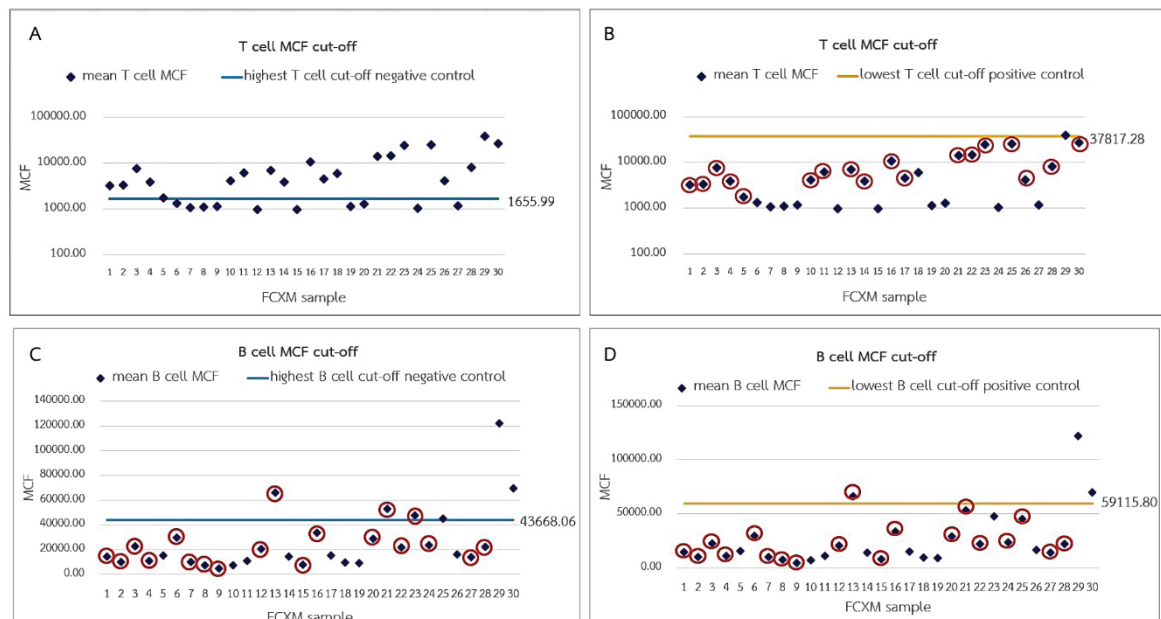 A
T cell MCF cut-off
mean T cell MCF
highest T cell cut-off negative control
100000.00
10000.00
1000.00
100.00
MCF
1655.99
1 2 3 4 5 6 7 8 9 10 11 12 13 14 15 16 17 18 19 20 21 22 23 24 25 26 27 28 29 30
FCXM sample
B
T cell MCF cut-off
mean T cell MCF
lowest T cell cut-off positive control
100000.00
10000.00
1000.00
100.00
MCF
37817.28
1 2 3 4 5 6 7 8 9 10 11 12 13 14 15 16 17 18 19 20 21 22 23 24 25 26 27 28 29 30
FCXM sample
C
B cell MCF cut-off
mean B cell MCF
highest B cell cut-off negative control
140000.00
120000.00
100000.00
80000.00
60000.00
40000.00
20000.00
0.00
MCF
43668.06
1 2 3 4 5 6 7 8 9 10 11 12 13 14 15 16 17 18 19 20 21 22 23 24 25 26 27 28 29 30
FCXM sample
D
B cell MCF cut-off
mean B cell MCF
lowest B cell cut-off positive control
150000.00
100000.00
50000.00
0.00
MCF
59115.80
1 2 3 4 5 6 7 8 9 10 11 12 13 14 15 16 17 18 19 20 21 22 23 24 25 26 27 28 29 30
FCXM sample